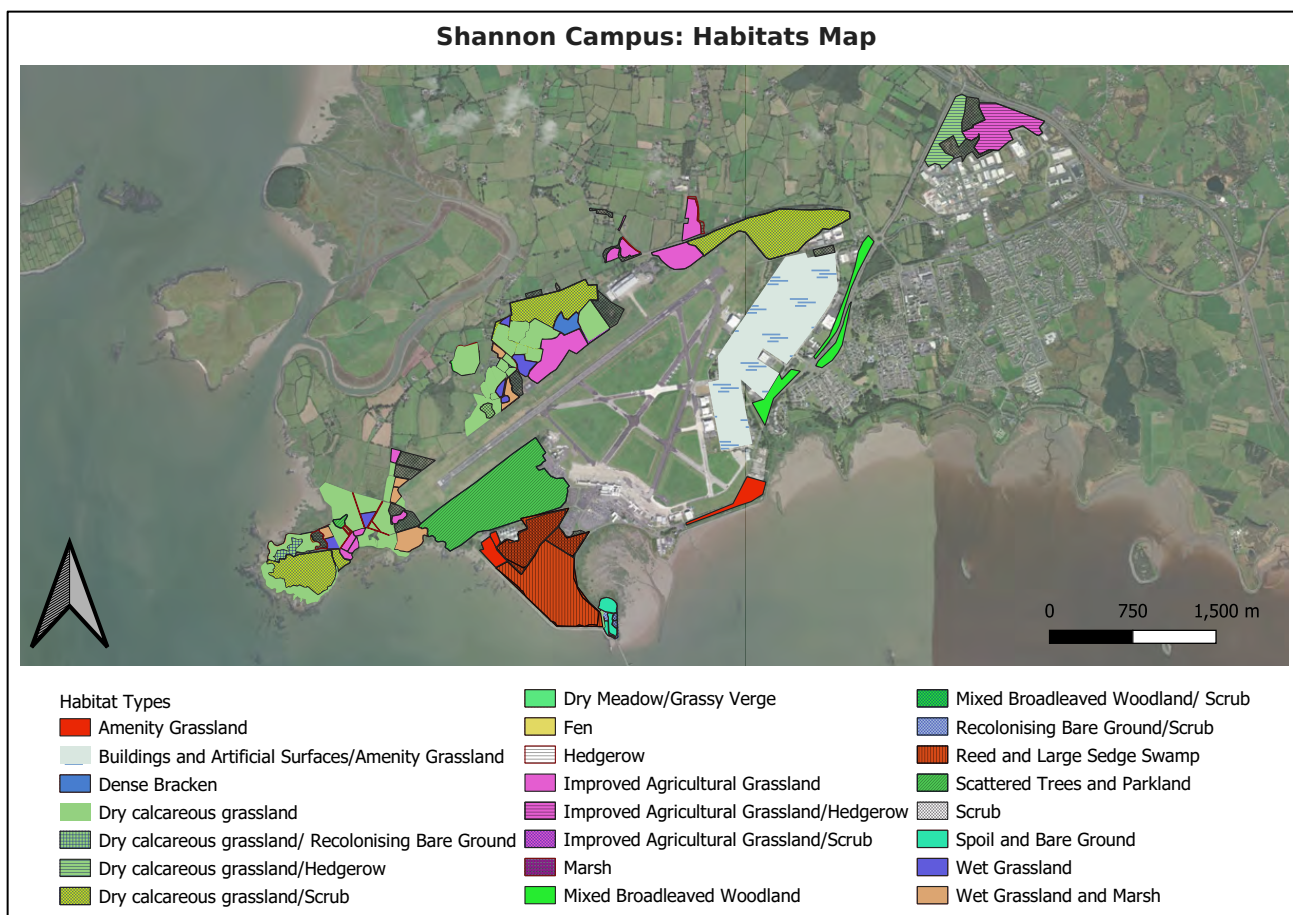 Shannon Campus: Habitats Map
0 750 1,500 m
Habitat Types
Amenity Grassland
Buildings and Artificial Surfaces/Amenity Grassland
Dense Bracken
Dry calcareous grassland
Dry calcareous grassland/ Recolonising Bare Ground
Dry calcareous grassland/Hedgerow
Dry calcareous grassland/Scrub
Dry Meadow/Grassy Verge
Fen
Hedgerow
Improved Agricultural Grassland
Improved Agricultural Grassland/Hedgerow
Improved Agricultural Grassland/Scrub
Marsh
Mixed Broadleaved Woodland
Mixed Broadleaved Woodland/ Scrub
Recolonising Bare Ground/Scrub
Reed and Large Sedge Swamp
Scattered Trees and Parkland
Scrub
Spoil and Bare Ground
Wet Grassland
Wet Grassland and Marsh